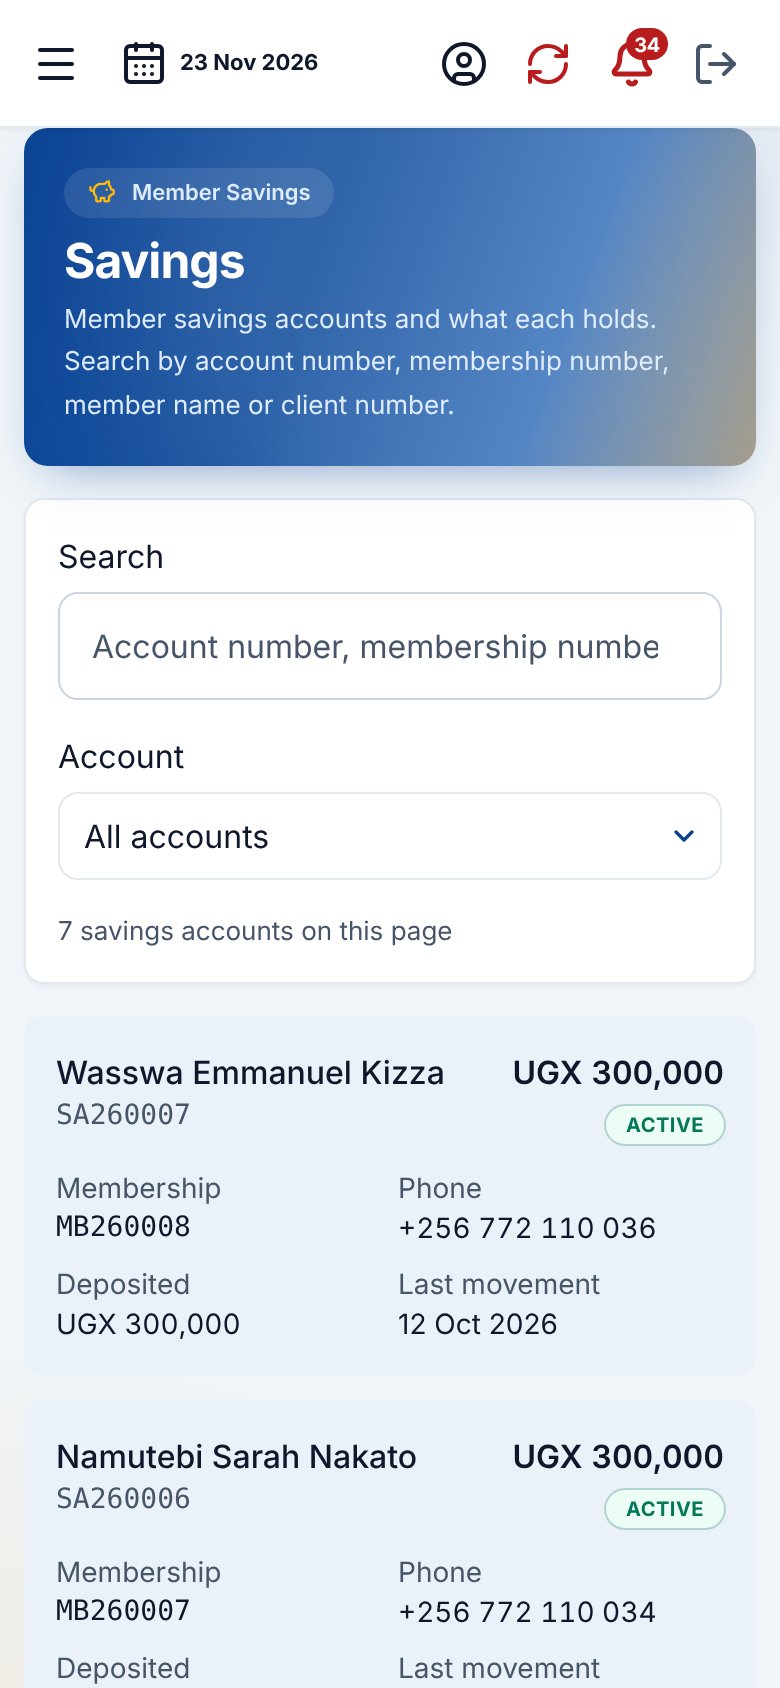 23 Nov 2026
34
Member Savings
Savings
Member savings accounts and what each holds.
Search by account number, membership number,
member name or client number.
Search
Account number, membership numbe
Account
All accounts
7 savings accounts on this page
Wasswa Emmanuel Kizza UGX 300,000
SA260007 ACTIVE
Membership Phone
MB260008 +256 772 110 036
Deposited Last movement
UGX 300,000 12 Oct 2026
Namutebi Sarah Nakato UGX 300,000
SA260006 ACTIVE
Membership Phone
MB260007 +256 772 110 034
Deposited Last movement